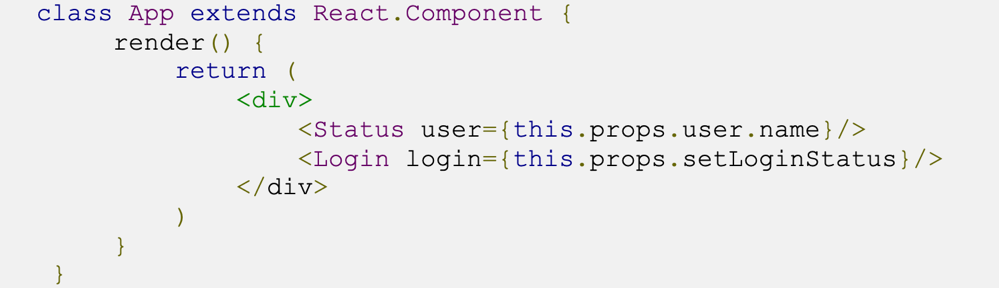 class App extends React.Component {
render() {
return (
<div>
<Status user={this.props.user.name}/>
<Login login={this.props.setLoginStatus}/>
</div>
)
}
}